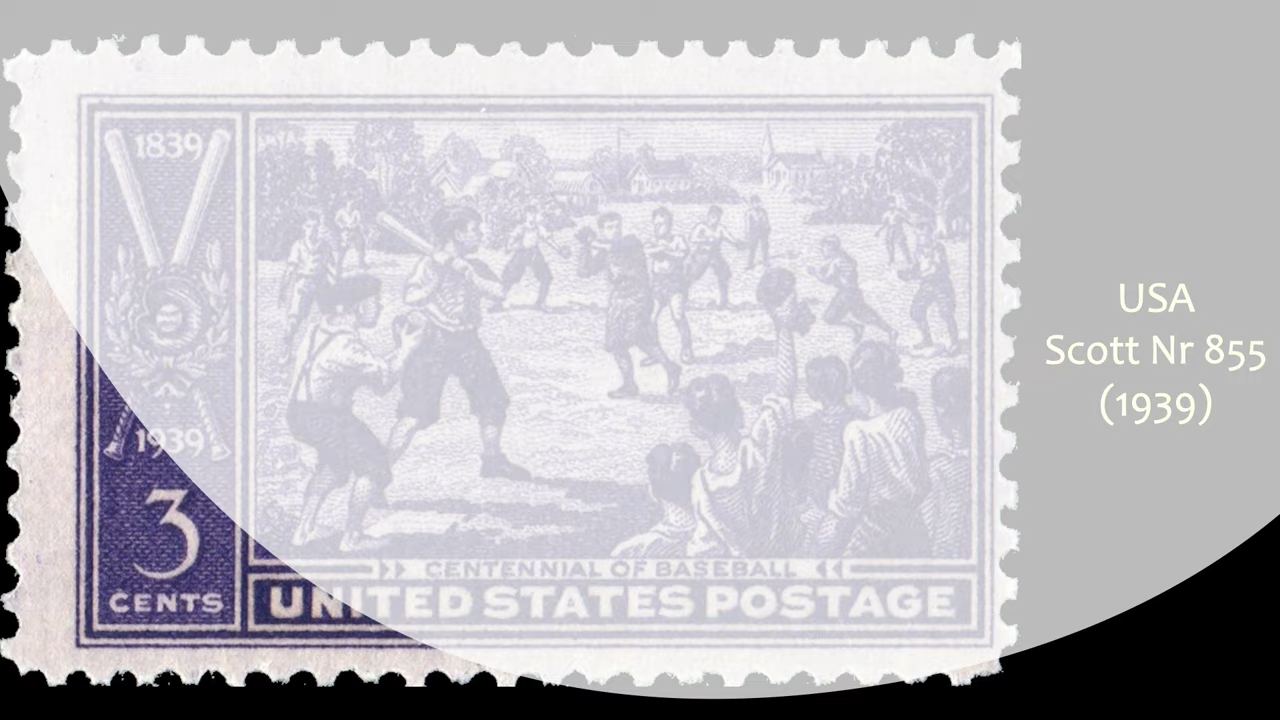 1839
1939
3
CENTS
CENTENNIAL OF BASEBALL
UNITED STATES POSTAGE
USA
Scott Nr 855
(1939)